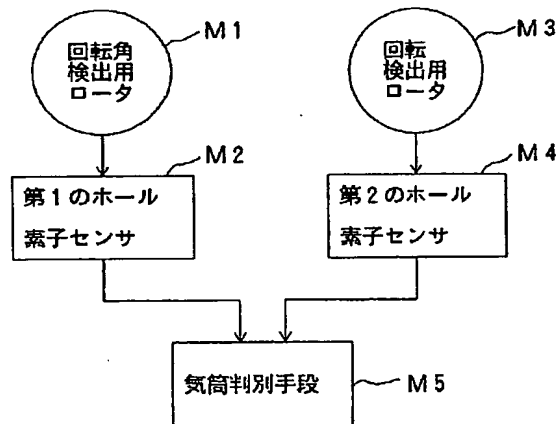 回転角
検出用
ロータ
M1
回転
検出用
ロータ
M3
第1のホール
素子センサ
M2
第2のホール
素子センサ
M4
気筒判別手段
M5